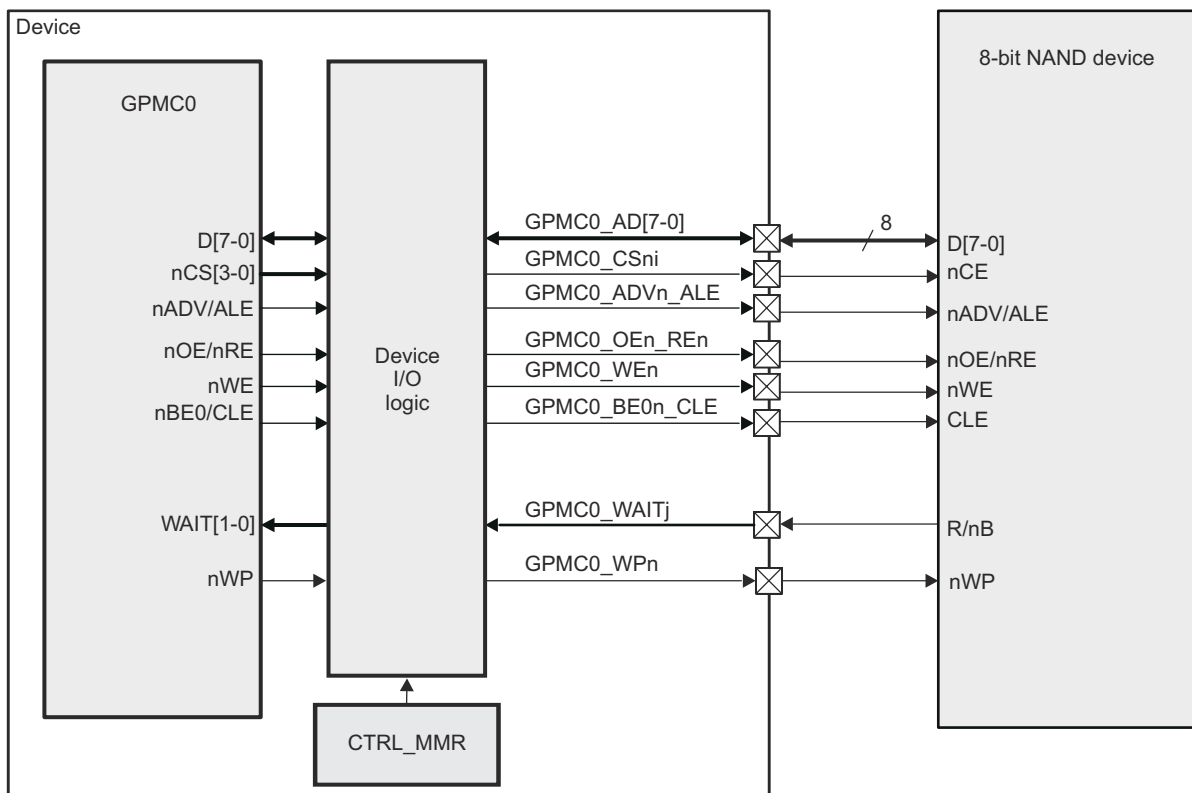 Device
GPMC0
8-bit NAND device
D[7-0]
nCS[3-0]
nADV/ALE
nOE/nRE
nWE
nBE0/CLE
WAIT[1-0]
nWP
Device
I/O
logic
CTRL_MMR
GPMC0_AD[7-0]
GPMC0_CSni
GPMC0_ADVn_ALE
GPMC0_OEn_REn
GPMC0_WEn
GPMC0_BE0n_CLE
GPMC0_WAITj
GPMC0_WPn
8
D[7-0]
nCE
nADV/ALE
nOE/nRE
nWE
CLE
R/nB
nWP